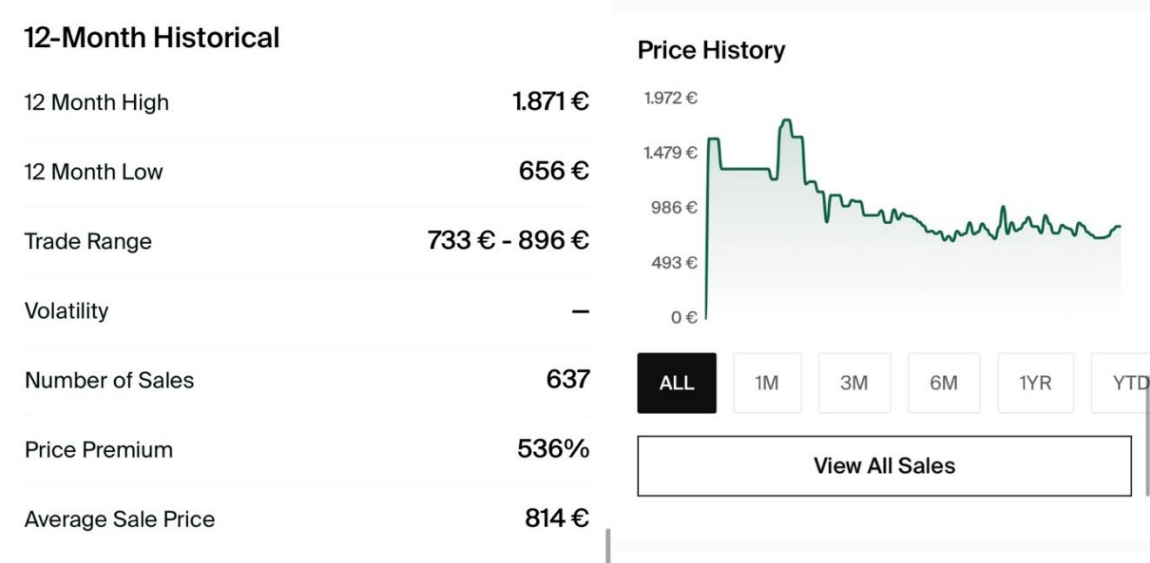 12-Month Historical
12 Month High 1.871 €
12 Month Low 656 €
Trade Range 733 € - 896 €
Volatility –
Number of Sales 637
Price Premium 536%
Average Sale Price 814 €
Price History
1.972 €
1.479 €
986 €
493 €
0 €
ALL 1M 3M 6M 1YR YTD
View All Sales